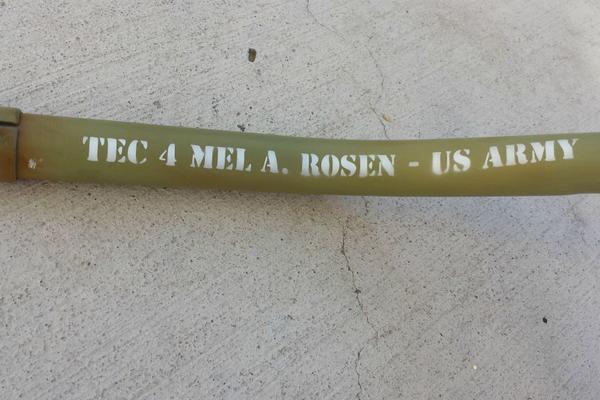 TEC 4 MEL A. ROSEN - US ARMY